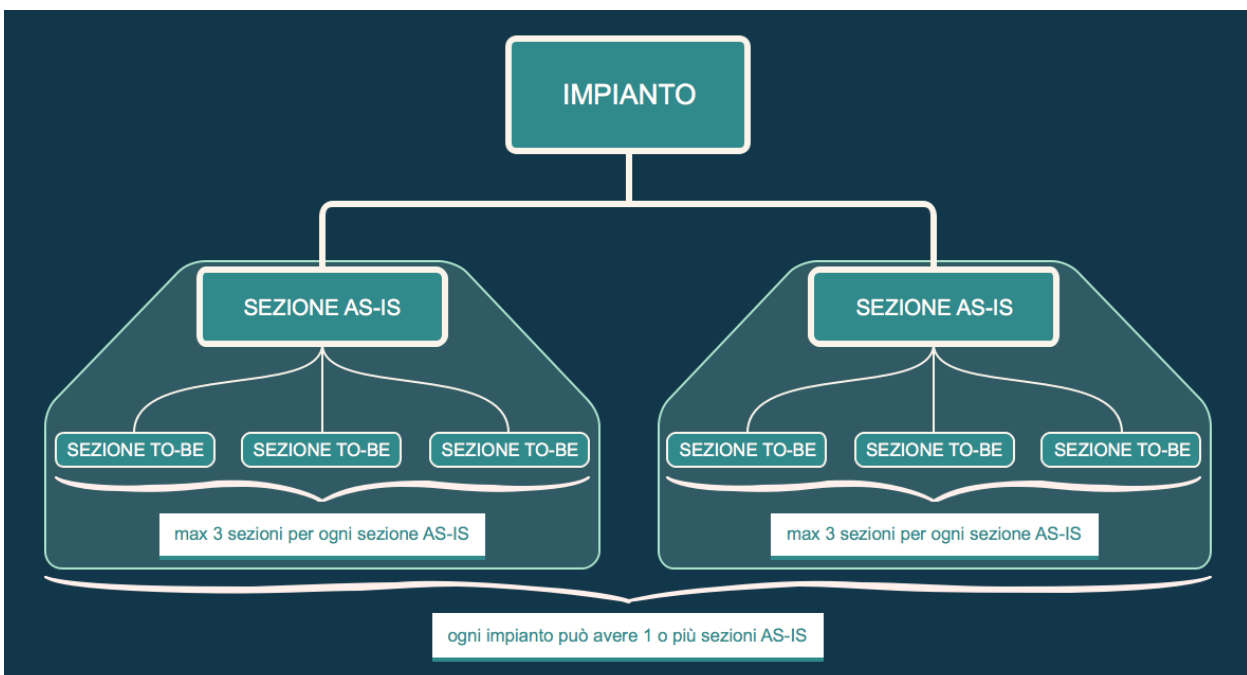 IMPIANTO
SEZIONE AS-IS
SEZIONE AS-IS
SEZIONE TO-BE
SEZIONE TO-BE
SEZIONE TO-BE
SEZIONE TO-BE
SEZIONE TO-BE
SEZIONE TO-BE
max 3 sezioni per ogni sezione AS-IS
max 3 sezioni per ogni sezione AS-IS
ogni impianto può avere 1 o più sezioni AS-IS